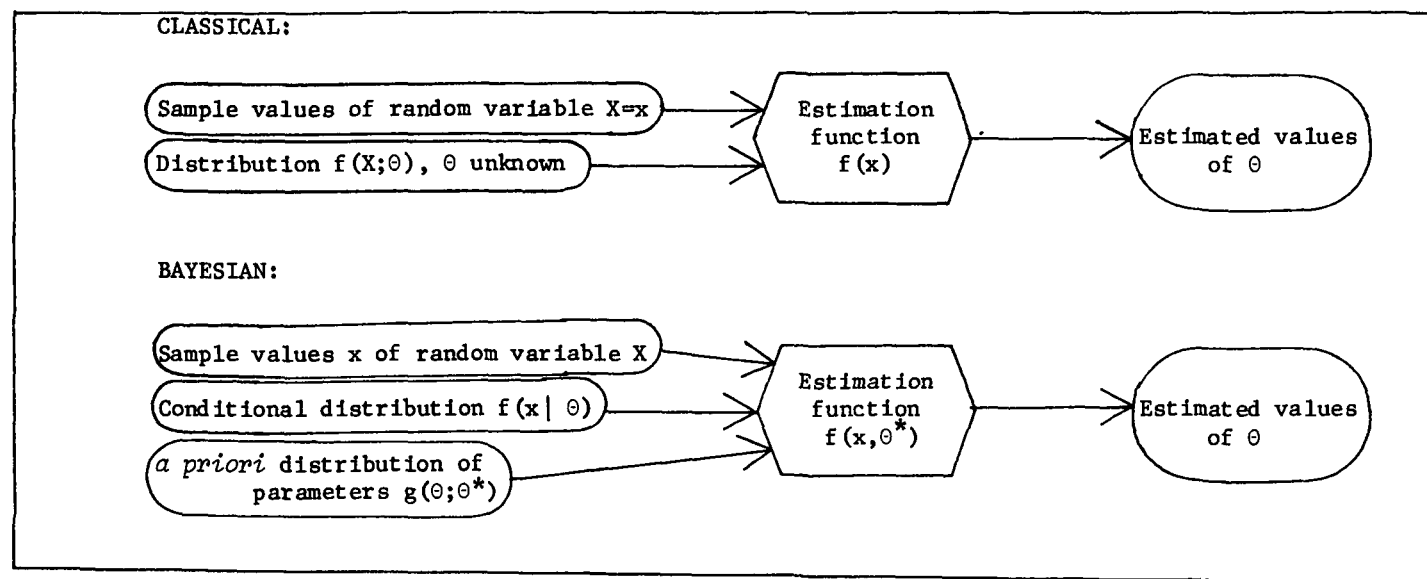 CLASSICAL:
Sample values of random variable X=x
Distribution f(X;Θ), Θ unknown
Estimation
function
f(x)
Estimated values
of Θ
BAYESIAN:
Sample values x of random variable X
Conditional distribution f(x| Θ)
a priori distribution of
parameters g(Θ;Θ*)
Estimation
function
f(x,Θ*)
Estimated values
of Θ